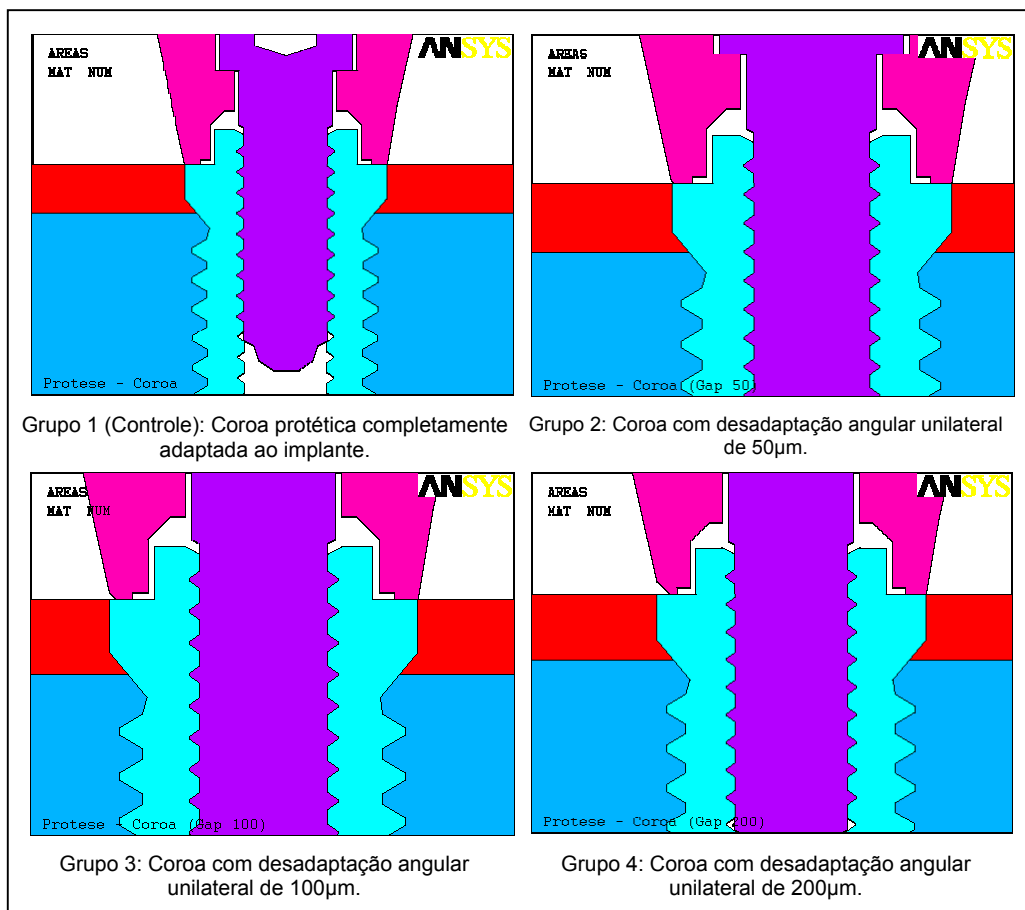 AREAS
MAT NUM
ANSYS
Protese - Coroa
Grupo 1 (Controle): Coroa protética completamente
adaptada ao implante.
AREAS
MAT NUM
ANSYS
Protese - Coroa (Gap 50)
Grupo 2: Coroa com desadaptação angular unilateral
de 50µm.
AREAS
MAT NUM
ANSYS
Protese - Coroa (Gap 100)
Grupo 3: Coroa com desadaptação angular
unilateral de 100µm.
AREAS
MAT NUM
ANSYS
Protese - Coroa (Gap 200)
Grupo 4: Coroa com desadaptação angular
unilateral de 200µm.